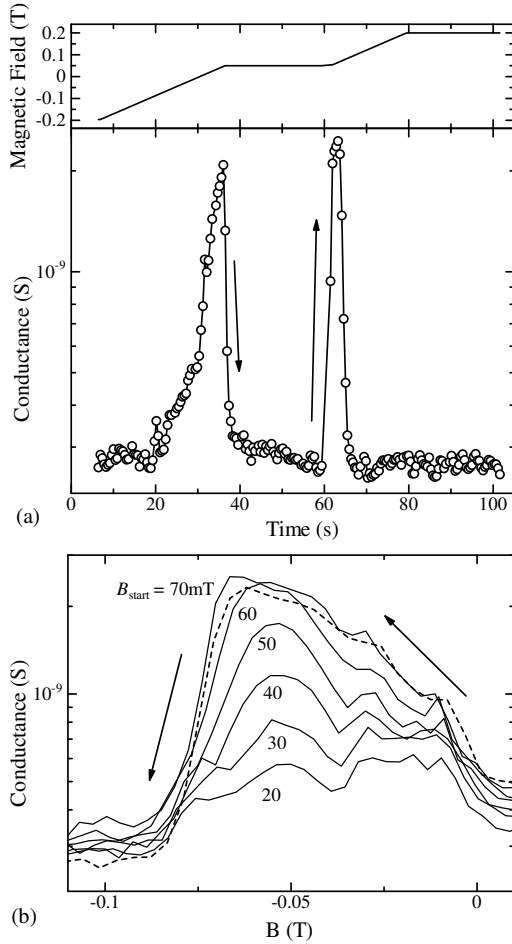 Magnetic Field (T)
0.2
0.1
0
-0.1
-0.2
Conductance (S)
10-9
0 20 40 60 80 100
Time (s)
(a)
Bstart = 70mT
60
50
40
30
20
Conductance (S)
10-9
-0.1 -0.05 0
B (T)
(b)